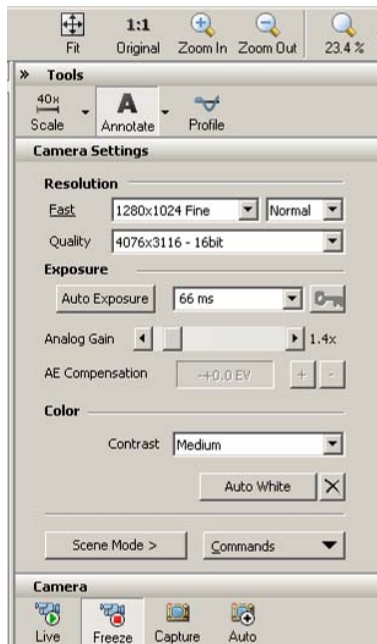 1:1
Fit Original Zoom In Zoom Out 23.4 %
» Tools
40x A
Scale Annotate Profile
Camera Settings
Resolution
Fast 1280x1024 Fine Normal
Quality 4076x3116 - 16bit
Exposure
Auto Exposure 66 ms
Analog Gain 1.4x
AE Compensation -+0.0 EV + -
Color
Contrast Medium
Auto White
Scene Mode > Commands
Camera
Live Freeze Capture Auto